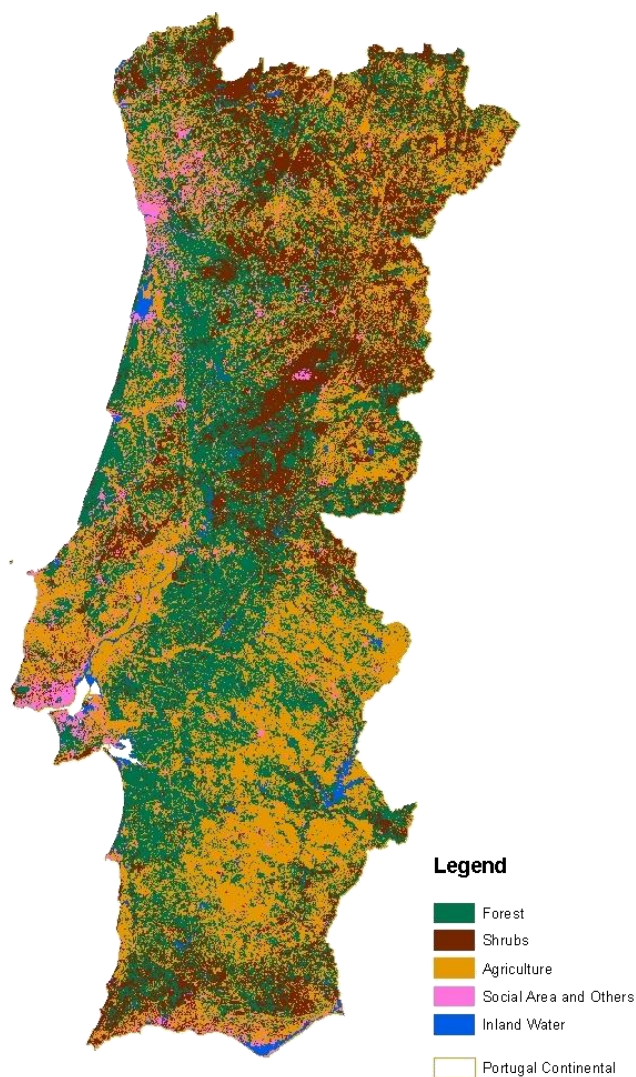 Legend
Forest
Shrubs
Agriculture
Social Area and Others
Inland Water
Portugal Continental